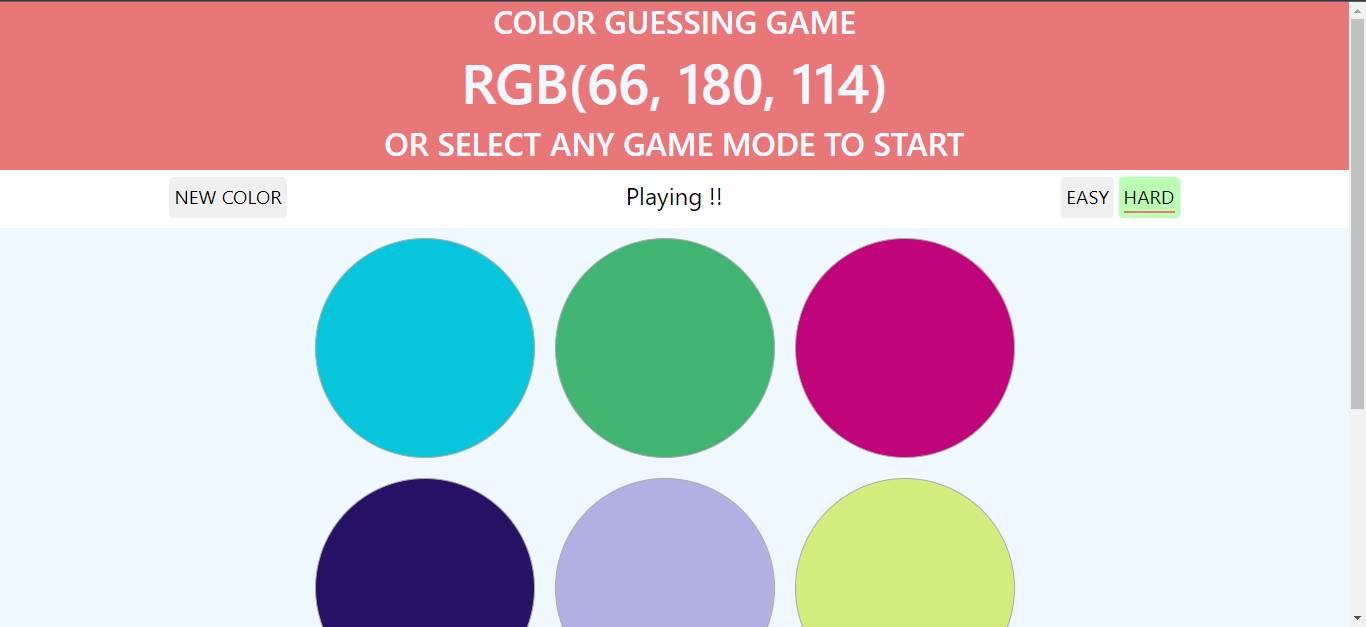 COLOR GUESSING GAME
RGB(66, 180, 114)
OR SELECT ANY GAME MODE TO START
NEW COLOR Playing !! EASY HARD